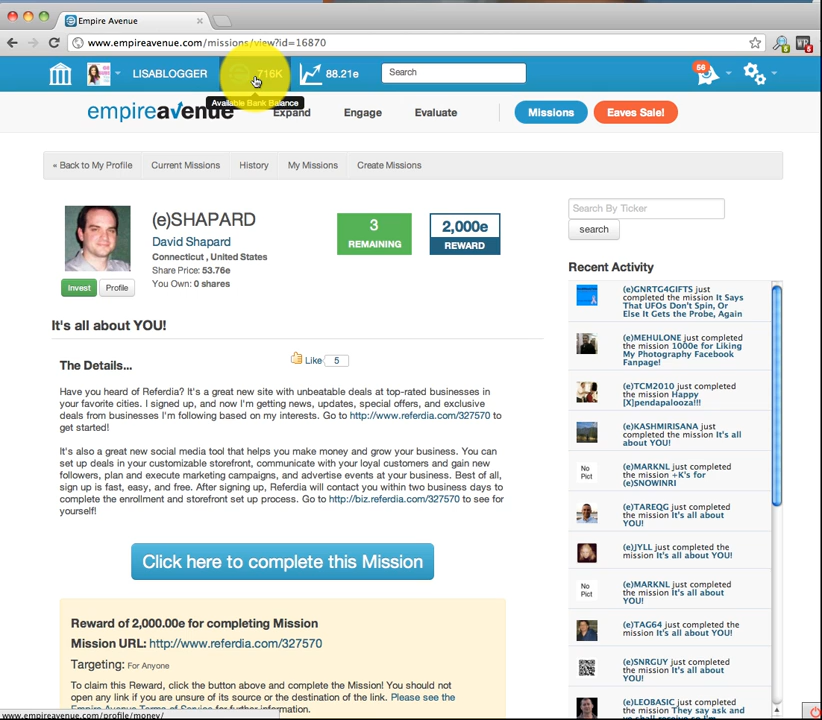 Empire Avenue
www.empireavenue.com/missions/view?id=16870
LISABLOGGER 716K 88.21e Search 56
Available Bank Balance
empireavenue Expand Engage Evaluate Missions Eaves Sale!
« Back to My Profile Current Missions History My Missions Create Missions
(e)SHAPARD
David Shapard
Connecticut , United States
Share Price: 53.76e
You Own: 0 shares
Invest Profile
3
REMAINING
2,000e
REWARD
Search By Ticker
search
It's all about YOU!
The Details...
Like 5
Have you heard of Referdia? It's a great new site with unbeatable deals at top-rated businesses in
your favorite cities. I signed up, and now I'm getting news, updates, special offers, and exclusive
deals from businesses I'm following based on my interests. Go to http://www.referdia.com/327570 to
get started!
It's also a great new social media tool that helps you make money and grow your business. You can
set up deals in your customizable storefront, communicate with your loyal customers and gain new
followers, plan and execute marketing campaigns, and advertise events at your business. Best of all,
sign up is fast, easy, and free. After signing up, Referdia will contact you within two business days to
complete the enrollment and storefront set up process. Go to http://biz.referdia.com/327570 to see for
yourself!
Click here to complete this Mission
Reward of 2,000.00e for completing Mission
Mission URL: http://www.referdia.com/327570
Targeting: For Anyone
To claim this Reward, click the button above and complete the Mission! You should not
open any link if you are unsure of its source or the destination of the link. Please see the
Empire Avenue Terms of Service for further information.
www.empireavenue.com/profile/money/
Recent Activity
(e)GNRTG4GIFTS just
completed the mission It Says
That UFOs Don't Spin, Or
Else It Gets the Probe, Again
(e)MEHULONE just
completed the mission 1000e for Liking
My Photography Facebook
Fanpage!
(e)TCM2010 just
completed the mission Happy
[X]pendapalooza!!!
(e)KASHMIRISANA just
completed the mission It's all
about YOU!
No
Pict
(e)MARKNL just
completed the mission +K's for
(e)SNOWINRI
(e)TAREQG just
completed the mission It's all about
YOU!
(e)JYLL just completed the
mission It's all about YOU!
No
Pict
(e)MARKNL just
completed the mission It's all about
YOU!
(e)TAG64 just completed the
mission It's all about YOU!
(e)SNRGUY just completed
the mission It's all about
YOU!
(e)LEOBASIC just completed
the mission They say ask and